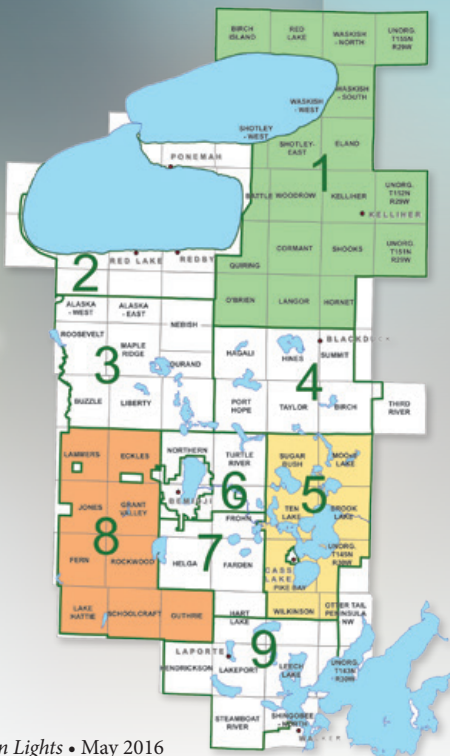 BIRCH ISLAND
RED LAKE
WASKISH - NORTH
UNORG. T155N R29W
WASKISH - WEST
WASKISH - SOUTH
SHOTLEY - WEST
SHOTLEY - EAST
ELAND
1
PONEMAH
BATTLE
WOODROW
KELLIHER
UNORG. T152N R29W
KELLIHER
CORMANT
SHOOKS
UNORG. T151N R29W
RED LAKE
REDBY
QUIRING
2
O'BRIEN
LANGOR
HORNET
ALASKA - WEST
ALASKA - EAST
NEBISH
ROOSEVELT
MAPLE RIDGE
DURAND
3
HAGALI
HINES
SUMMIT
BLACKDUCK
4
BUZZLE
LIBERTY
PORT HOPE
TAYLOR
BIRCH
THIRD RIVER
LAMMERS
ECKLES
NORTHERN
TURTLE RIVER
SUGAR BUSH
MOOSE LAKE
JONES
GRANT VALLEY
BEMIDJI
6
5
TEN LAKE
BROOK LAKE
8
FROHN
7
FERN
ROCKWOOD
HELGA
FARDEN
CASS LAKE
PIKE BAY
LAKE HATTIE
SCHOOLCRAFT
GUTHRIE
HART LAKE
WILKINSON
OTTER TAIL PENINSULA NW
9
LAPORTE
HENDRICKSON
LAKEPORT
LEECH LAKE
STEAMBOAT RIVER
SHINGOBEE - NORTH
n Lights • May 2016